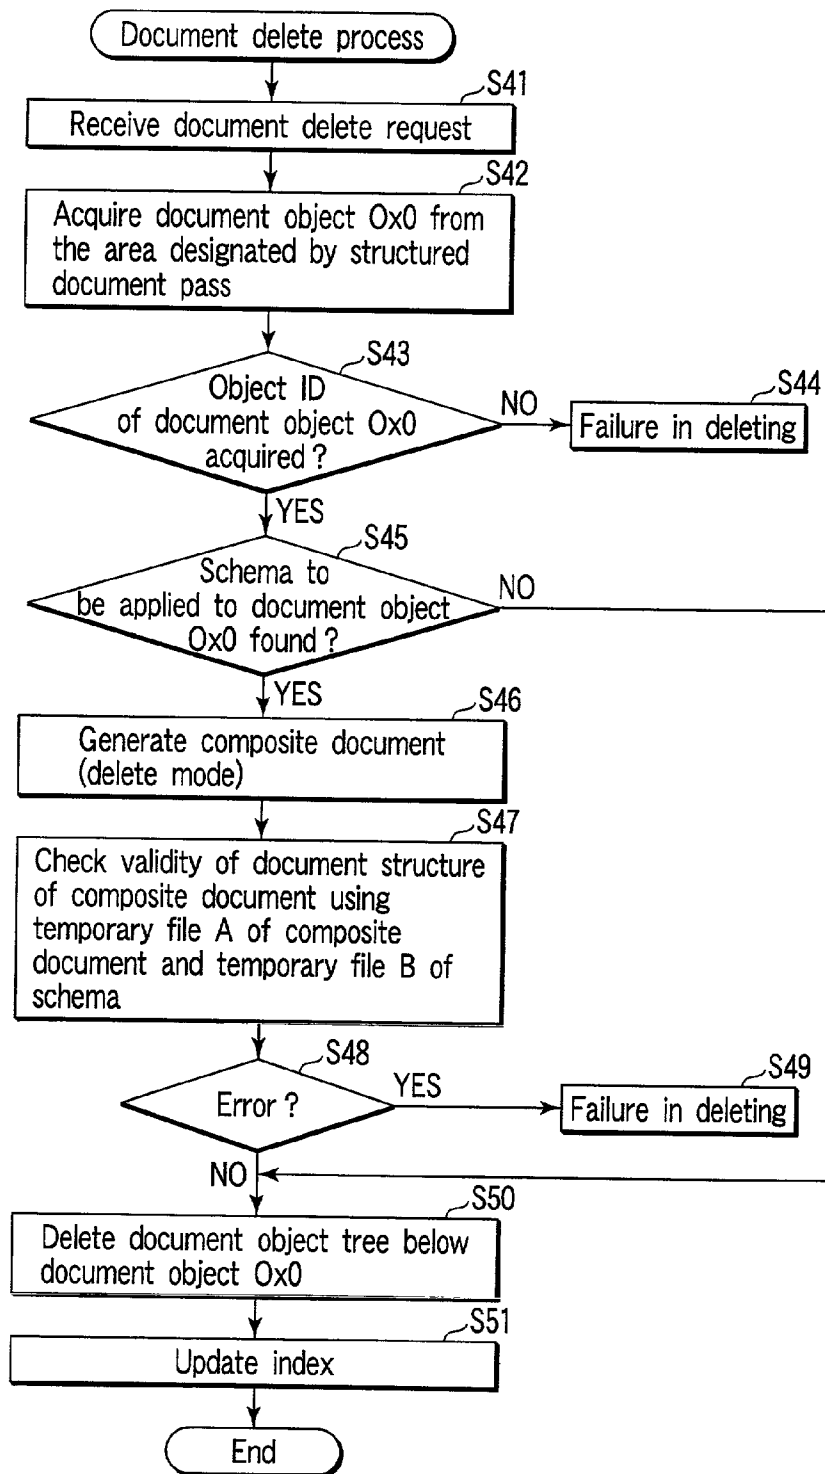 Document delete process
S41
Receive document delete request
S42
Acquire document object Ox0 from
the area designated by structured
document pass
S43
Object ID
of document object Ox0
acquired?
NO
S44
Failure in deleting
YES
S45
Schema to
be applied to document object
Ox0 found?
NO
YES
S46
Generate composite document
(delete mode)
S47
Check validity of document structure
of composite document using
temporary file A of composite
document and temporary file B of
schema
S48
Error?
YES
S49
Failure in deleting
NO
S50
Delete document object tree below
document object Ox0
S51
Update index
End